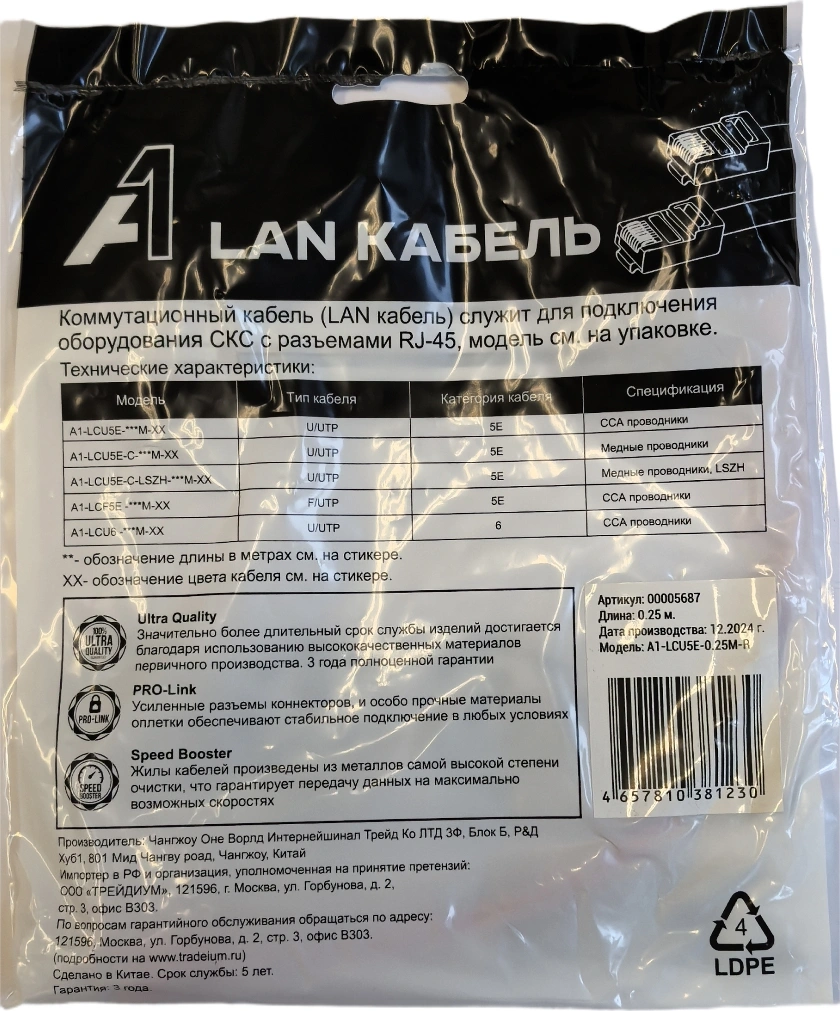 A1 LAN КАБЕЛЬ
Коммутационный кабель (LAN кабель) служит для подключения
оборудования СКС с разъемами RJ-45, модель см. на упаковке.
Технические характеристики:
Модель Тип кабеля Категория кабеля Спецификация
A1-LCU5E-***M-XX U/UTP 5E CCA проводники
A1-LCU5E-C-***M-XX U/UTP 5E Медные проводники
A1-LCU5E-C-LSZH-***M-XX U/UTP 5E Медные проводники, LSZH
A1-LCF5E -***M-XX F/UTP 5E CCA проводники
A1-LCU6 -***M-XX U/UTP 6 CCA проводники
**- обозначение длины в метрах см. на стикере.
XX- обозначение цвета кабеля см. на стикере.
100%
ULTRA
QUALITY
Ultra Quality
Значительно более длительный срок службы изделий достигается
благодаря использованию высококачественных материалов
первичного производства. 3 года полноценной гарантии
PRO-LINK
PRO-Link
Усиленные разъемы коннекторов, и особо прочные материалы
оплетки обеспечивают стабильное подключение в любых условиях
SPEED
BOOSTER
Speed Booster
Жилы кабелей произведены из металлов самой высокой степени
очистки, что гарантирует передачу данных на максимально
возможных скоростях
Артикул: 00005687
Длина: 0.25 м.
Дата производства: 12.2024 г.
Модель: A1-LCU5E-0.25M-R
4 657810 381230
Производитель: Чангжоу Оне Ворлд Интернейшинал Трейд Ко ЛТД 3Ф, Блок Б, Р&Д
Хуб1, 801 Мид Чангву роад, Чангжоу, Китай
Импортер в РФ и организация, уполномоченная на принятие претензий:
ООО «ТРЕЙДИУМ», 121596, г. Москва, ул. Горбунова, д. 2,
стр. 3, офис В303.
По вопросам гарантийного обслуживания обращаться по адресу:
121596, Москва, ул. Горбунова, д. 2, стр. 3, офис В303.
(подробности на www.tradeium.ru)
Сделано в Китае. Срок службы: 5 лет.
Гарантия: 3 года.
4
LDPE